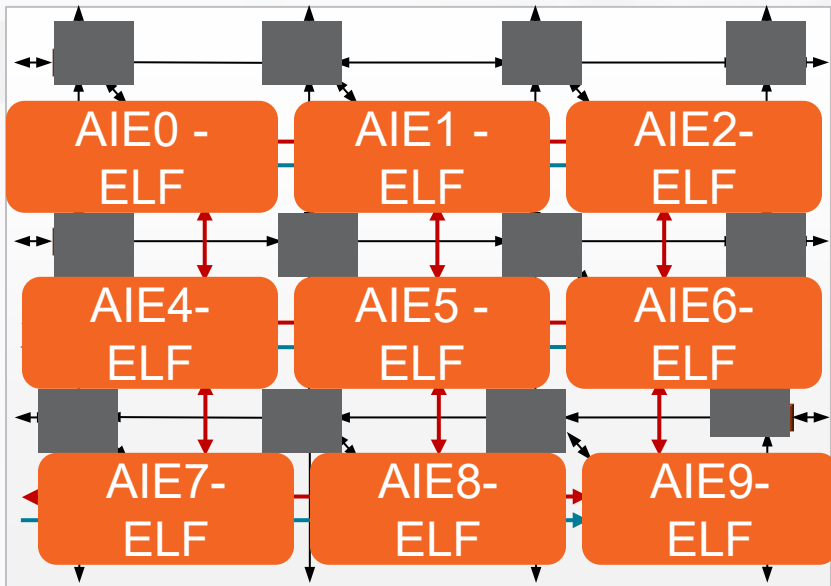 AIE0 -
ELF
AIE1 -
ELF
AIE2-
ELF
AIE4-
ELF
AIE5 -
ELF
AIE6-
ELF
AIE7-
ELF
AIE8-
ELF
AIE9-
ELF